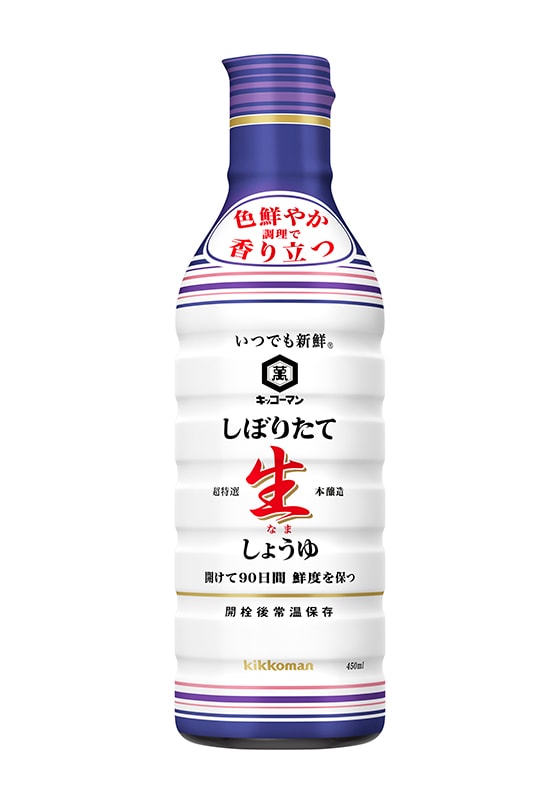 色鮮やか
調理で
香り立つ
いつでも新鮮®
萬
キッコーマン
しぼりたて
超特選 生 本醸造
なま
しょうゆ
開けて90日間 鮮度を保つ
開栓後常温保存
kikkoman 450ml